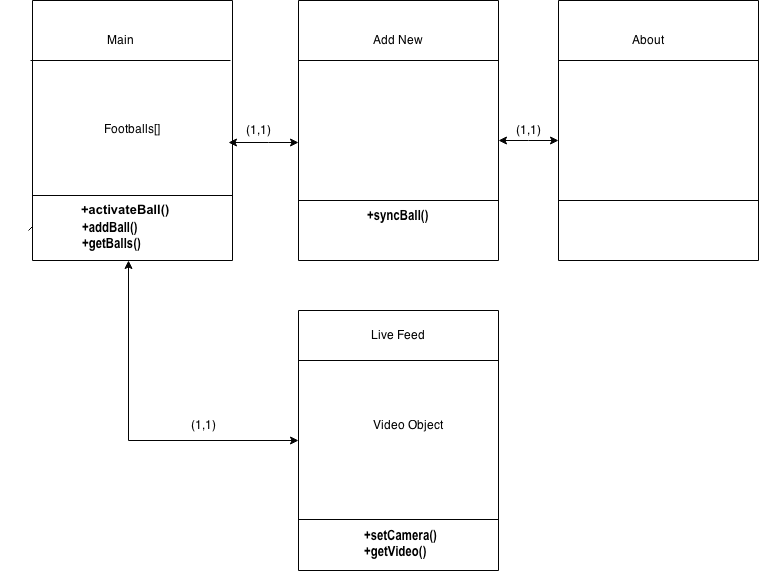 Main
Footballs[]
+activateBall()
+addBall()
+getBalls()
(1,1)
Add New
+syncBall()
(1,1)
About
(1,1)
Live Feed
Video Object
+setCamera()
+getVideo()